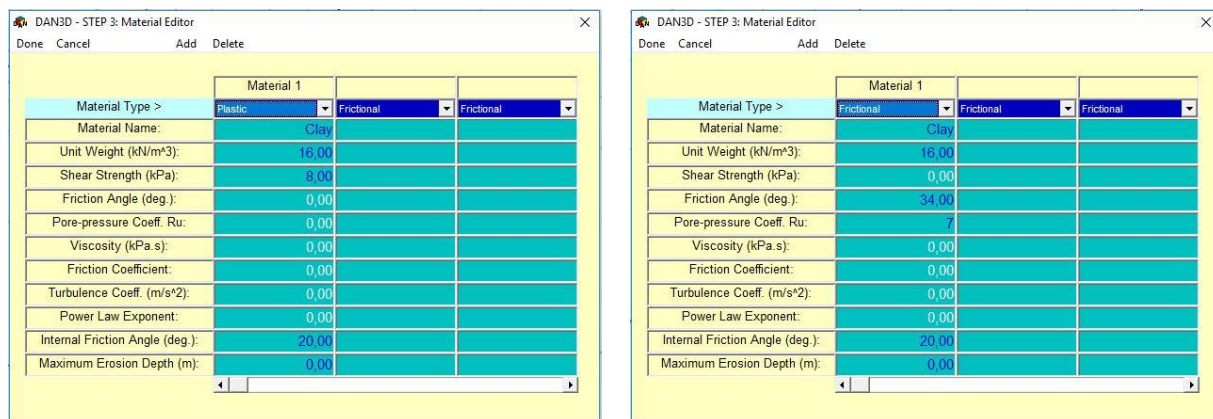 DAN3D - STEP 3: Material Editor
Done Cancel Add Delete
Material 1
Material Type > Plastic Frictional Frictional
Material Name: Clay
Unit Weight (kN/m^3): 16,00
Shear Strength (kPa): 8,00
Friction Angle (deg.): 0,00
Pore-pressure Coeff. Ru: 0,00
Viscosity (kPa.s): 0,00
Friction Coefficient: 0,00
Turbulence Coeff. (m/s^2): 0,00
Power Law Exponent: 0,00
Internal Friction Angle (deg.): 20,00
Maximum Erosion Depth (m): 0,00
DAN3D - STEP 3: Material Editor
Done Cancel Add Delete
Material 1
Material Type > Frictional Frictional Frictional
Material Name: Clay
Unit Weight (kN/m^3): 16,00
Shear Strength (kPa): 0,00
Friction Angle (deg.): 34,00
Pore-pressure Coeff. Ru: .7
Viscosity (kPa.s): 0,00
Friction Coefficient: 0,00
Turbulence Coeff. (m/s^2): 0,00
Power Law Exponent: 0,00
Internal Friction Angle (deg.): 20,00
Maximum Erosion Depth (m): 0,00